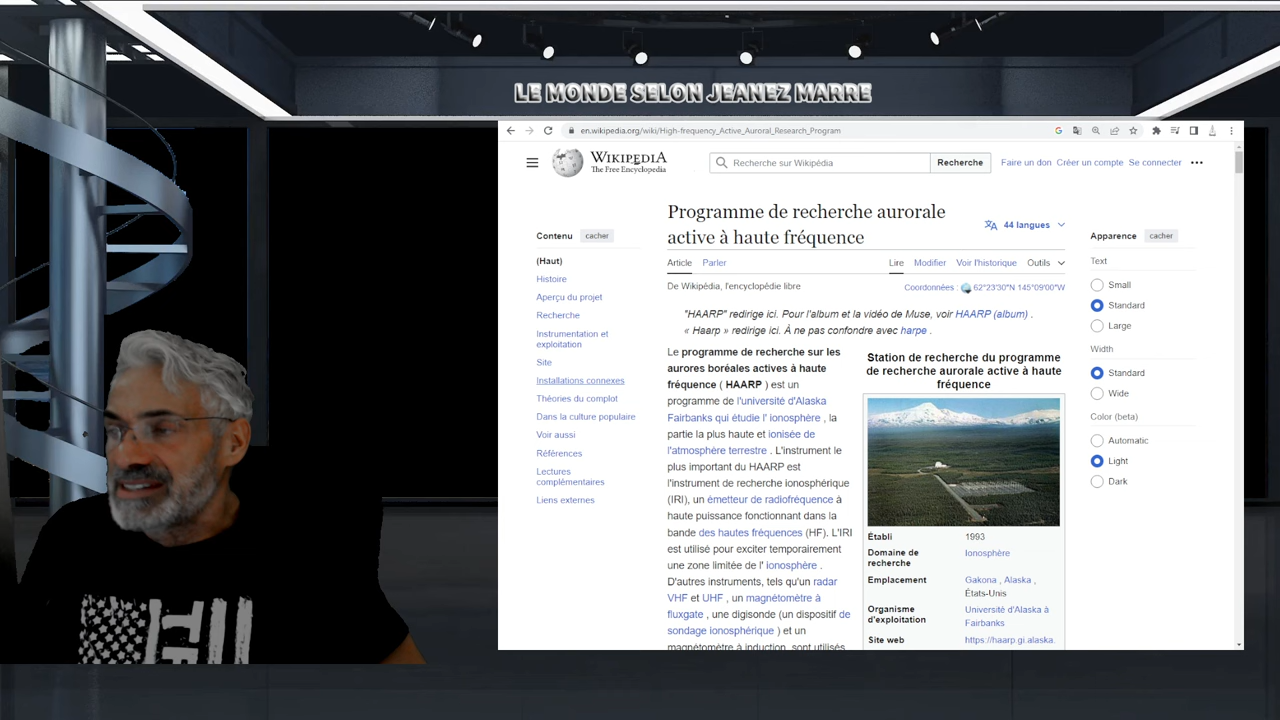 LE MONDE SELON JEANEZ MARRE
en.wikipedia.org/wiki/High-frequency_Active_Auroral_Research_Program
WIKIPEDIA
The Free Encyclopedia
Recherche sur Wikipédia
Recherche
Faire un don
Créer un compte
Se connecter
Contenu
cacher
(Haut)
Histoire
Aperçu du projet
Recherche
Instrumentation et
exploitation
Site
Installations connexes
Théories du complot
Dans la culture populaire
Voir aussi
Références
Lectures
complémentaires
Liens externes
Programme de recherche aurorale
active à haute fréquence
44 langues
Article
Parler
Lire
Modifier
Voir l'historique
Outils
De Wikipédia, l'encyclopédie libre
Coordonnées : 62°23′30″N 145°09′00″W
"HAARP" redirige ici. Pour l'album et la vidéo de Muse, voir HAARP (album) .
« Haarp » redirige ici. À ne pas confondre avec harpe .
Le programme de recherche sur les
aurores boréales actives à haute
fréquence ( HAARP ) est un
programme de l'université d'Alaska
Fairbanks qui étudie l' ionosphère , la
partie la plus haute et ionisée de
l'atmosphère terrestre . L'instrument le
plus important du HAARP est
l'instrument de recherche ionosphérique
(IRI), un émetteur de radiofréquence à
haute puissance fonctionnant dans la
bande des hautes fréquences (HF). L'IRI
est utilisé pour exciter temporairement
une zone limitée de l' ionosphère .
D'autres instruments, tels qu'un radar
VHF et UHF , un magnétomètre à
fluxgate , une digisonde (un dispositif de
sondage ionosphérique ) et un
magnétomètre à induction, sont utilisés
Station de recherche du programme
de recherche aurorale active à haute
fréquence
Établi 1993
Domaine de Ionosphère
recherche
Emplacement Gakona , Alaska ,
États-Unis
Organisme Université d'Alaska à
d'exploitation Fairbanks
Site web https://haarp.gi.alaska.
Apparence
cacher
Text
Small
Standard
Large
Width
Standard
Wide
Color (beta)
Automatic
Light
Dark